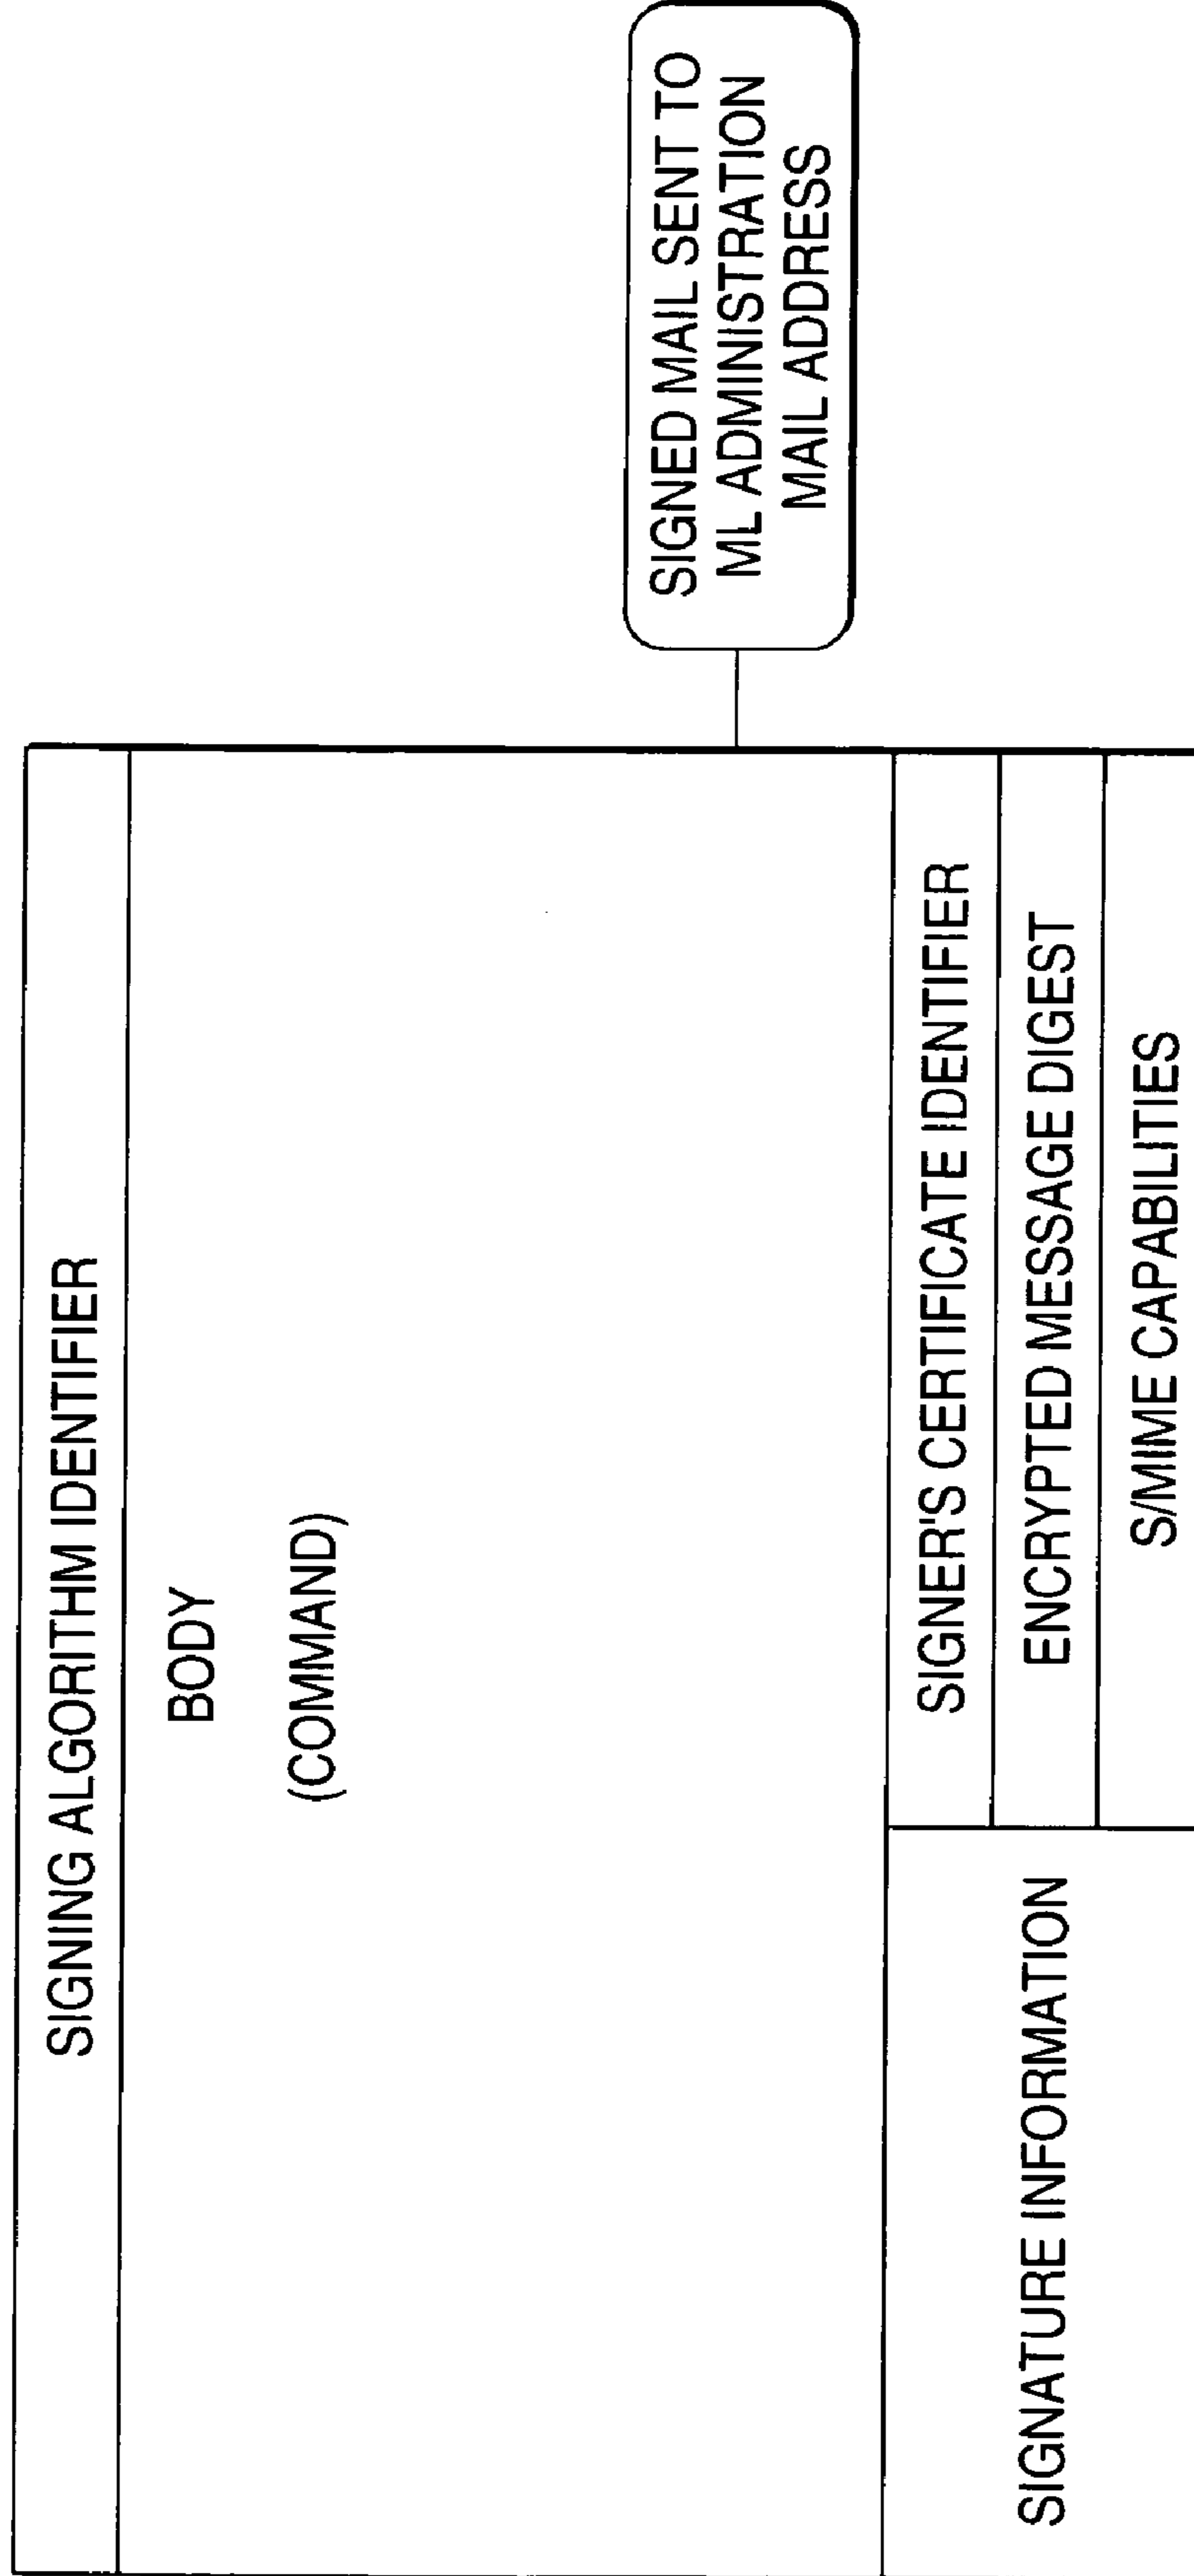 SIGNING ALGORITHM IDENTIFIER
BODY
(COMMAND)
SIGNATURE INFORMATION
SIGNER'S CERTIFICATE IDENTIFIER
ENCRYPTED MESSAGE DIGEST
S/MIME CAPABILITIES
SIGNED MAIL SENT TO
ML ADMINISTRATION
MAIL ADDRESS